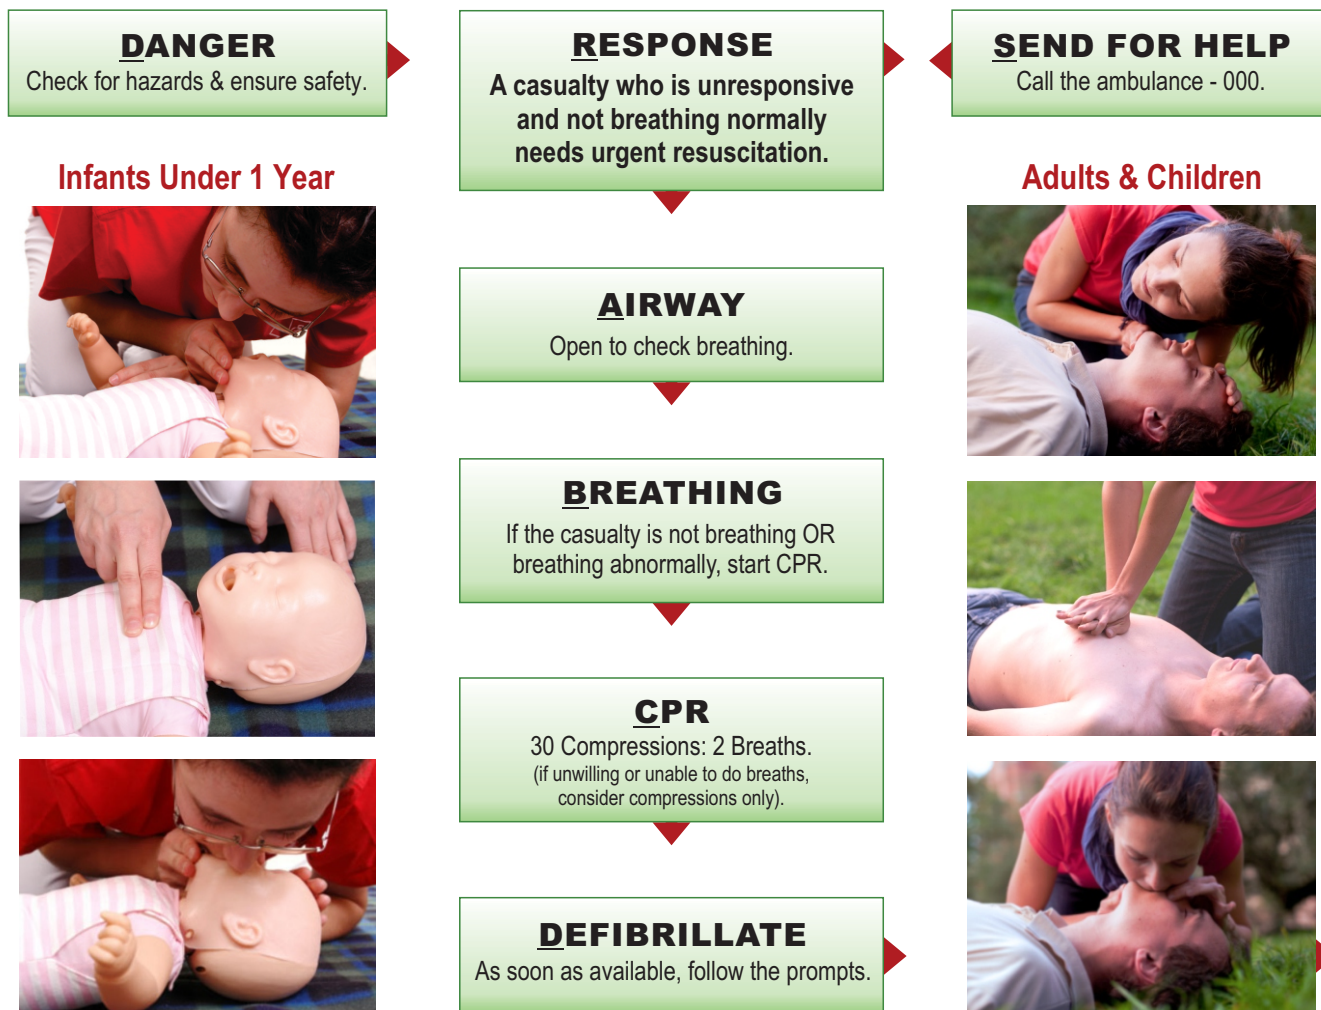 DANGER
Check for hazards & ensure safety.
RESPONSE
A casualty who is unresponsive
and not breathing normally
needs urgent resuscitation.
SEND FOR HELP
Call the ambulance - 000.
Infants Under 1 Year
Adults & Children
AIRWAY
Open to check breathing.
BREATHING
If the casualty is not breathing OR
breathing abnormally, start CPR.
CPR
30 Compressions: 2 Breaths.
(if unwilling or unable to do breaths,
consider compressions only).
DEFIBRILLATE
As soon as available, follow the prompts.